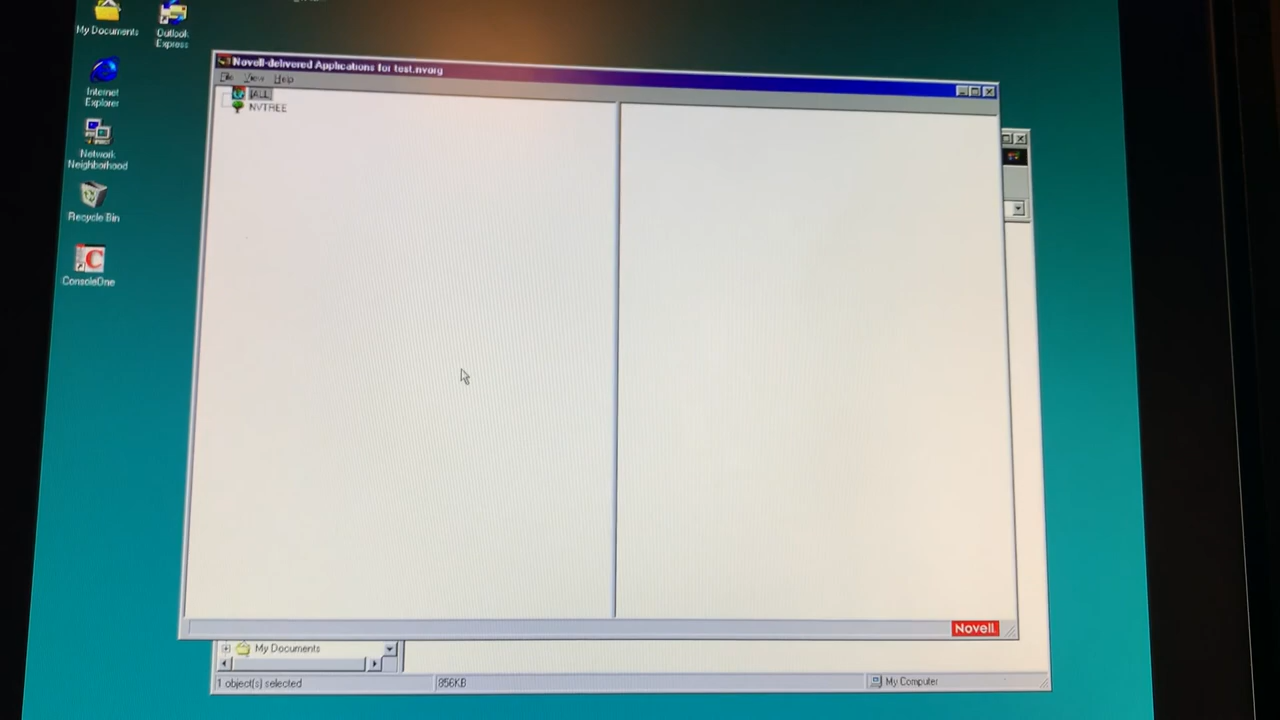 My Documents
Outlook
Express
Internet
Explorer
Network
Neighborhood
Recycle Bin
ConsoleOne
Novell-delivered Applications for test.nvorg
File View Help
[ALL]
NVTREE
Novell
My Documents
1 object(s) selected
856KB
My Computer